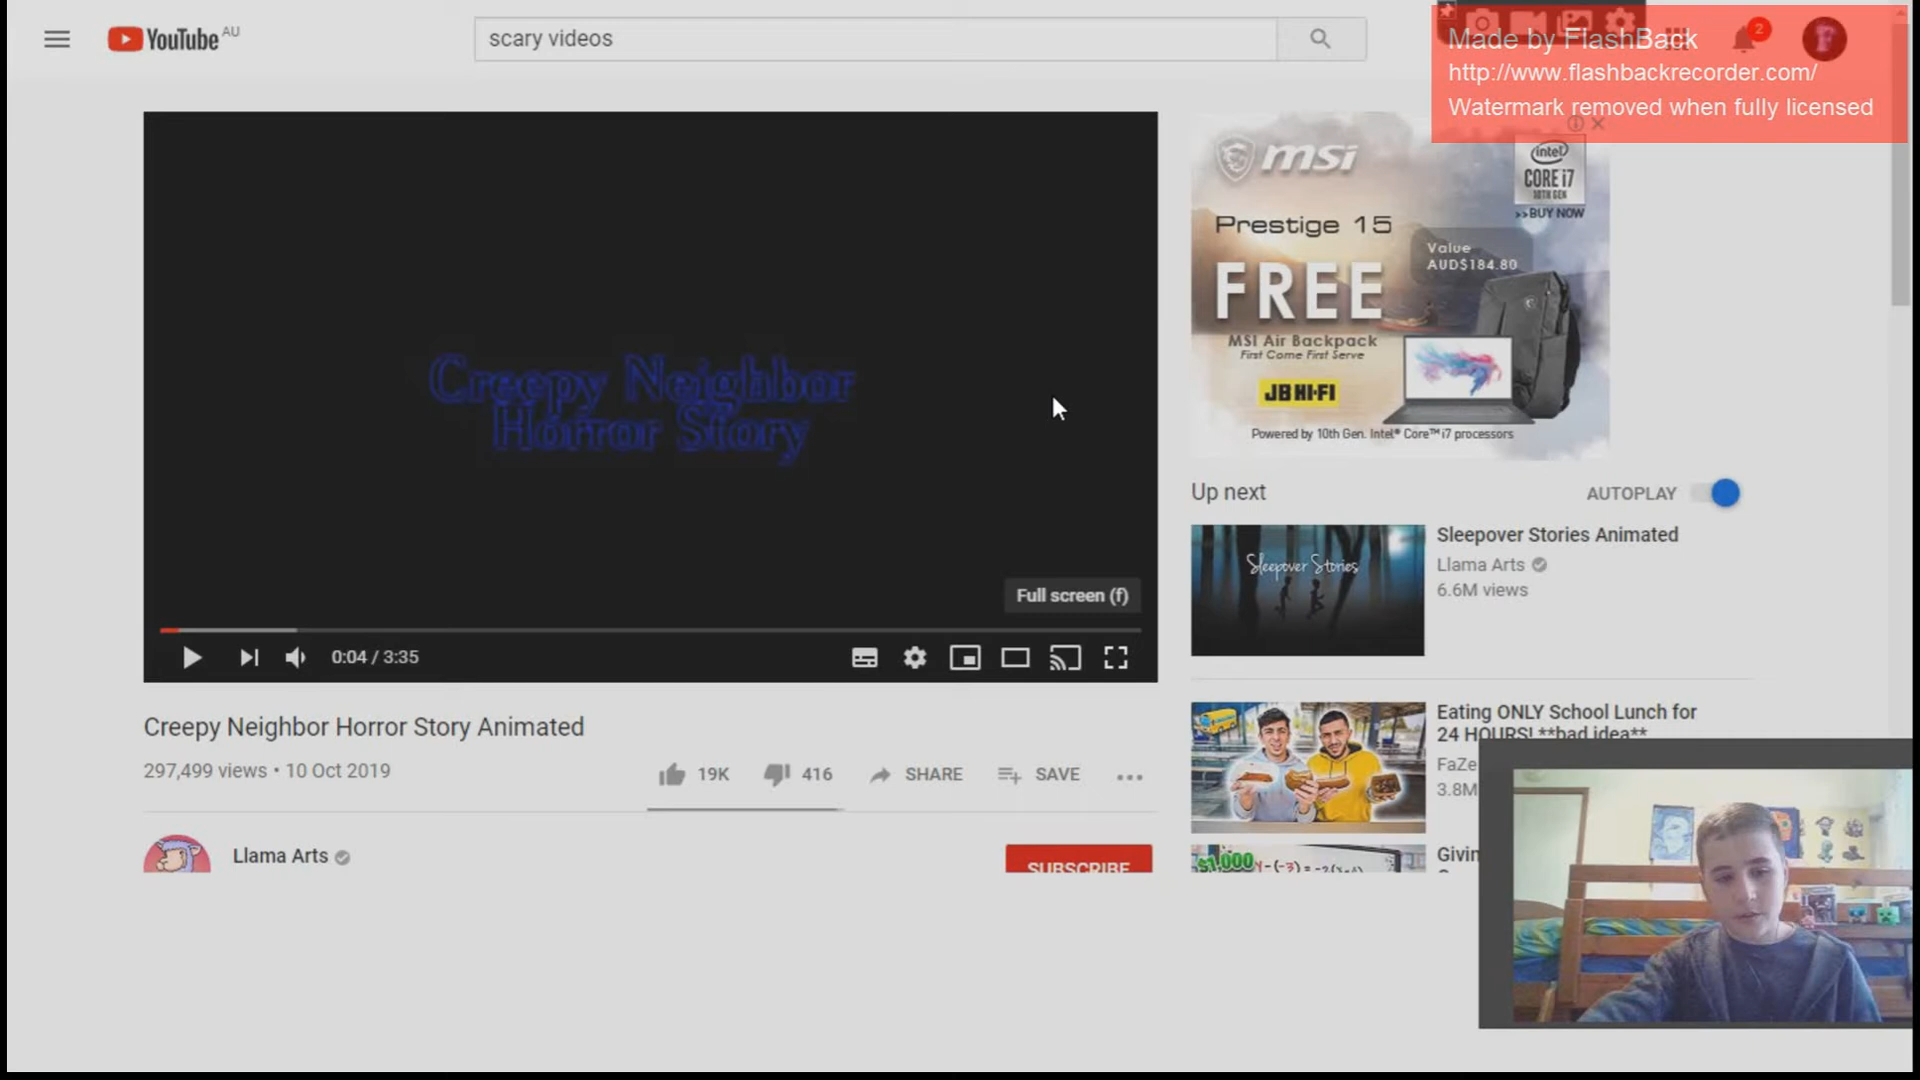 YouTube AU
scary videos
2
Made by FlashBack
http://www.flashbackrecorder.com/
Watermark removed when fully licensed
Creepy Neighbor
Horror Story
Full screen (f)
0:04 / 3:35
msi
intel
CORE i7
10TH GEN
>>BUY NOW
Prestige 15
Value
AUD$184.80
FREE
MSI Air Backpack
First Come First Serve
JB HI-FI
Powered by 10th Gen. Intel® Core™ i7 processors
Up next
AUTOPLAY
Sleepover Stories
Sleepover Stories Animated
Llama Arts
6.6M views
Eating ONLY School Lunch for
24 HOURS! **bad idea**
FaZe
3.8M
$1,000
Creepy Neighbor Horror Story Animated
297,499 views • 10 Oct 2019
19K
416
SHARE
SAVE
Llama Arts
SUBSCRIBE